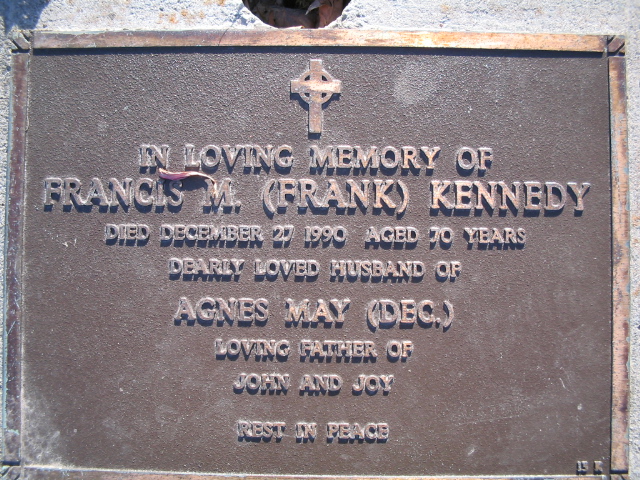 IN LOVING MEMORY OF
FRANCIS M. (FRANK) KENNEDY
DIED DECEMBER 27 1990 AGED 70 YEARS
DEARLY LOVED HUSBAND OF
AGNES MAY (DEC.)
LOVING FATHER OF
JOHN AND JOY
REST IN PEACE